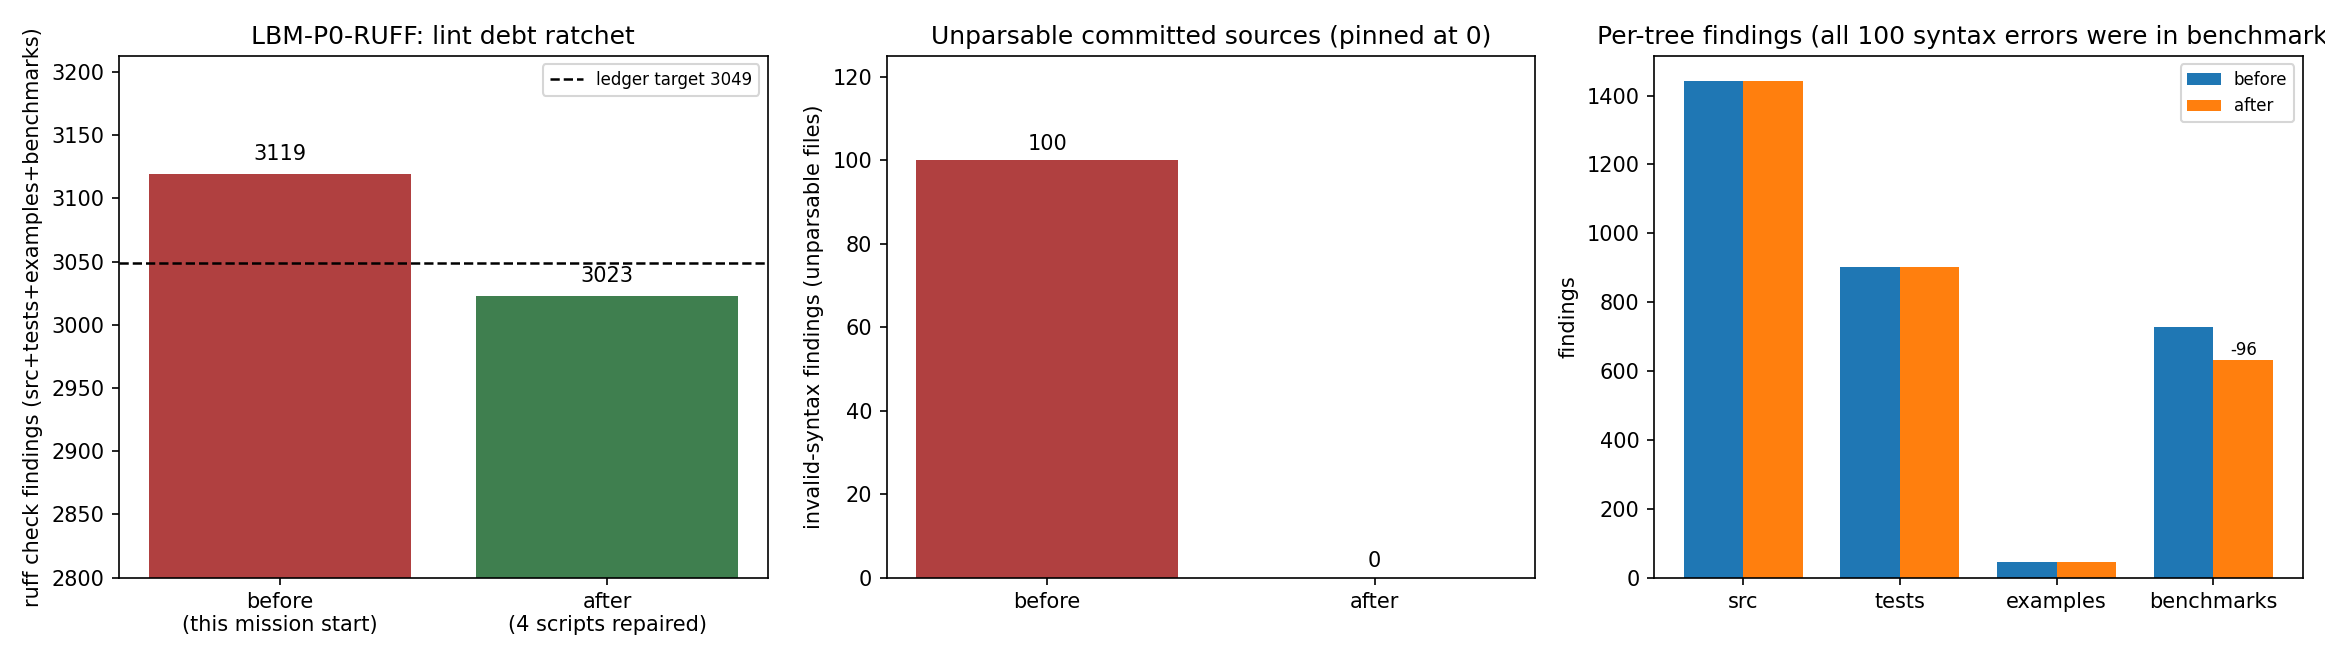 LBM-P0-RUFF: lint debt ratchet
ruff check findings (src+tests+examples+benchmarks)
3200
3150
3100
3050
3000
2950
2900
2850
2800
ledger target 3049
3119
3023
before
(this mission start)
after
(4 scripts repaired)
Unparsable committed sources (pinned at 0)
invalid-syntax findings (unparsable files)
120
100
80
60
40
20
0
100
0
before
after
Per-tree findings (all 100 syntax errors were in benchmark
findings
1400
1200
1000
800
600
400
200
0
before
after
-96
src
tests
examples
benchmarks